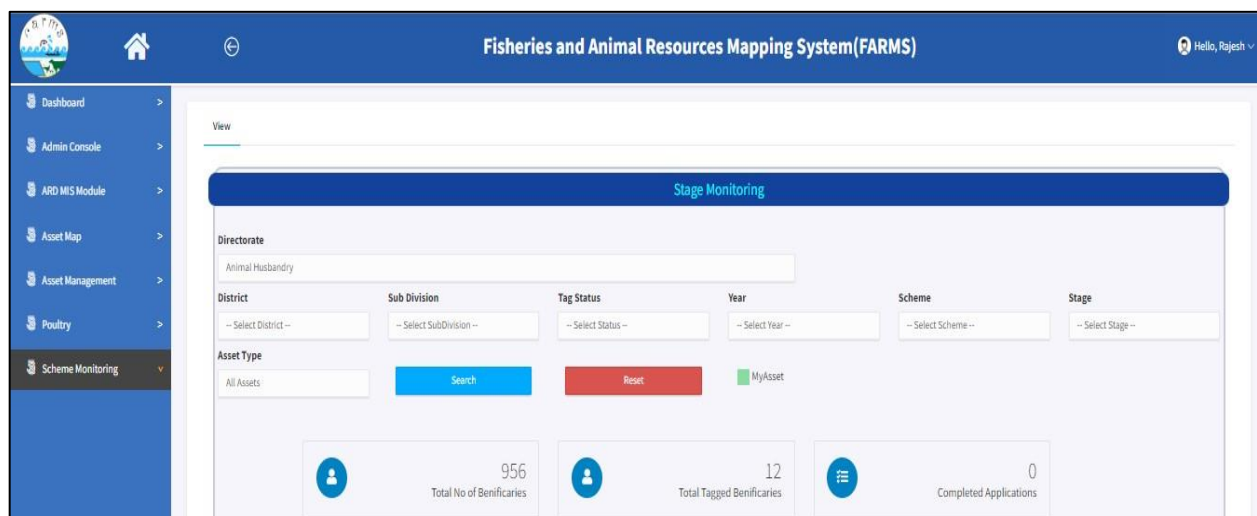 farms
Fisheries and Animal Resources Mapping System(FARMS)
Hello, Rajesh
Dashboard >
Admin Console >
ARD MIS Module >
Asset Map >
Asset Management >
Poultry >
Scheme Monitoring
View
Stage Monitoring
Directorate
Animal Husbandry
District Sub Division Tag Status Year Scheme Stage
-- Select District -- -- Select SubDivision -- -- Select Status -- -- Select Year -- -- Select Scheme -- -- Select Stage --
Asset Type
All Assets Search Reset MyAsset
956 12 0
Total No of Benificaries Total Tagged Benificaries Completed Applications